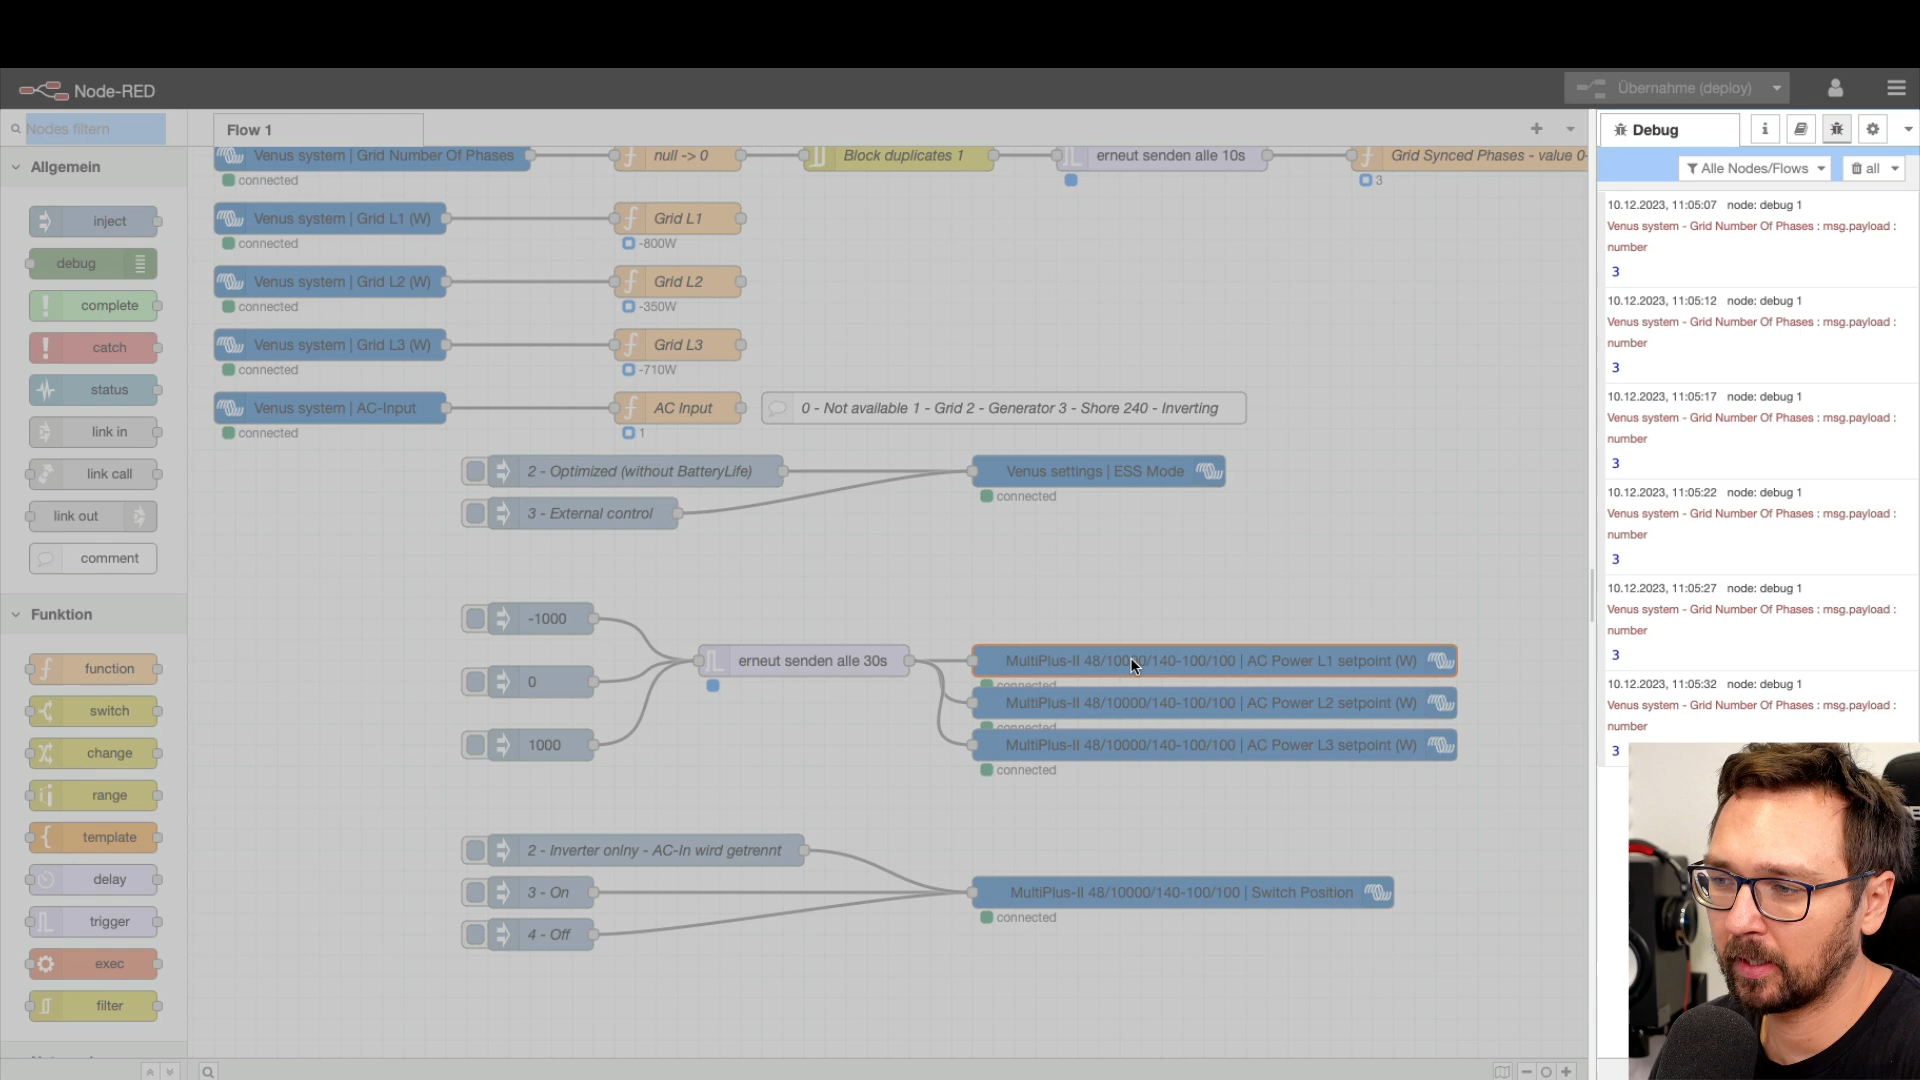 Node-RED
Übernahme (deploy)
Nodes filtern
Flow 1
Debug
Alle Nodes/Flows
all
Allgemein
inject
debug
complete
catch
status
link in
link call
link out
comment
Funktion
function
switch
change
range
template
delay
trigger
exec
filter
Venus system | Grid Number Of Phases
connected
null -> 0
Block duplicates 1
erneut senden alle 10s
Grid Synced Phases - value 0-
3
Venus system | Grid L1 (W)
connected
Grid L1
-800W
Venus system | Grid L2 (W)
connected
Grid L2
-350W
Venus system | Grid L3 (W)
connected
Grid L3
-710W
Venus system | AC-Input
connected
AC Input
1
0 - Not available 1 - Grid 2 - Generator 3 - Shore 240 - Inverting
2 - Optimized (without BatteryLife)
3 - External control
Venus settings | ESS Mode
connected
-1000
0
1000
erneut senden alle 30s
MultiPlus-II 48/10000/140-100/100 | AC Power L1 setpoint (W)
connected
MultiPlus-II 48/10000/140-100/100 | AC Power L2 setpoint (W)
connected
MultiPlus-II 48/10000/140-100/100 | AC Power L3 setpoint (W)
connected
2 - Inverter onlny - AC-In wird getrennt
3 - On
4 - Off
MultiPlus-II 48/10000/140-100/100 | Switch Position
connected
10.12.2023, 11:05:07 node: debug 1
Venus system - Grid Number Of Phases : msg.payload :
number
3
10.12.2023, 11:05:12 node: debug 1
Venus system - Grid Number Of Phases : msg.payload :
number
3
10.12.2023, 11:05:17 node: debug 1
Venus system - Grid Number Of Phases : msg.payload :
number
3
10.12.2023, 11:05:22 node: debug 1
Venus system - Grid Number Of Phases : msg.payload :
number
3
10.12.2023, 11:05:27 node: debug 1
Venus system - Grid Number Of Phases : msg.payload :
number
3
10.12.2023, 11:05:32 node: debug 1
Venus system - Grid Number Of Phases : msg.payload :
number
3